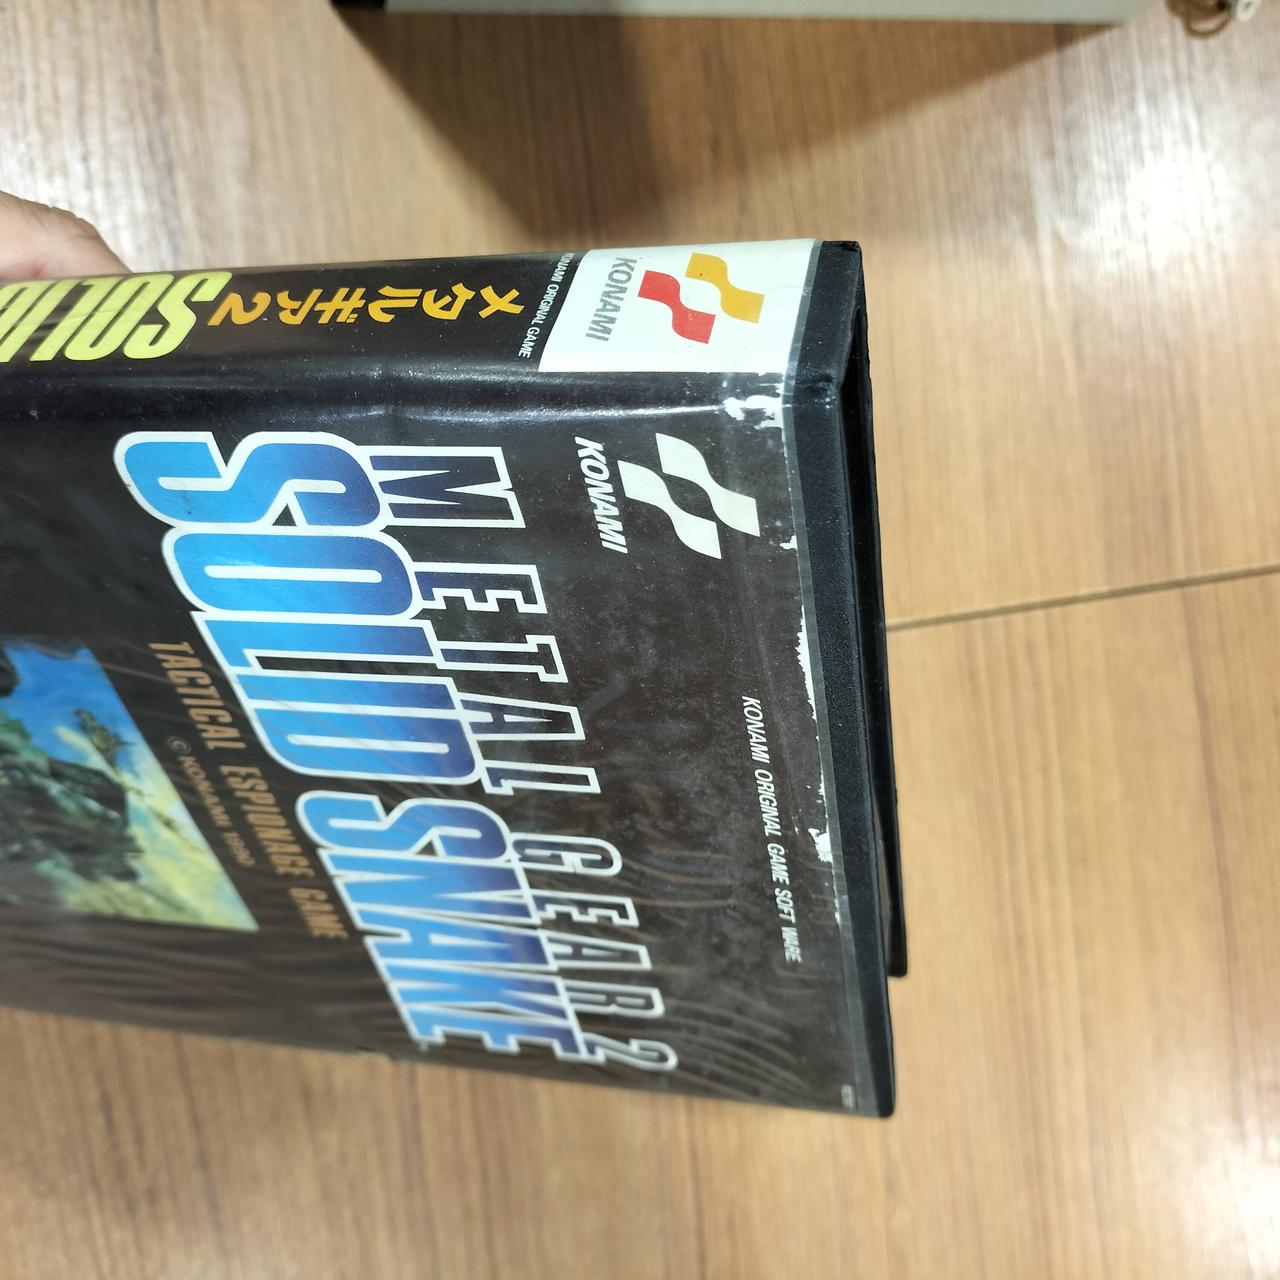 KONAMI
KONAMI ORIGINAL GAME
メタルギア2
SOLID
KONAMI
KONAMI ORIGINAL GAME SOFT WARE
METAL GEAR 2
SOLID SNAKE
TACTICAL ESPIONAGE GAME
© KONAMI 1990